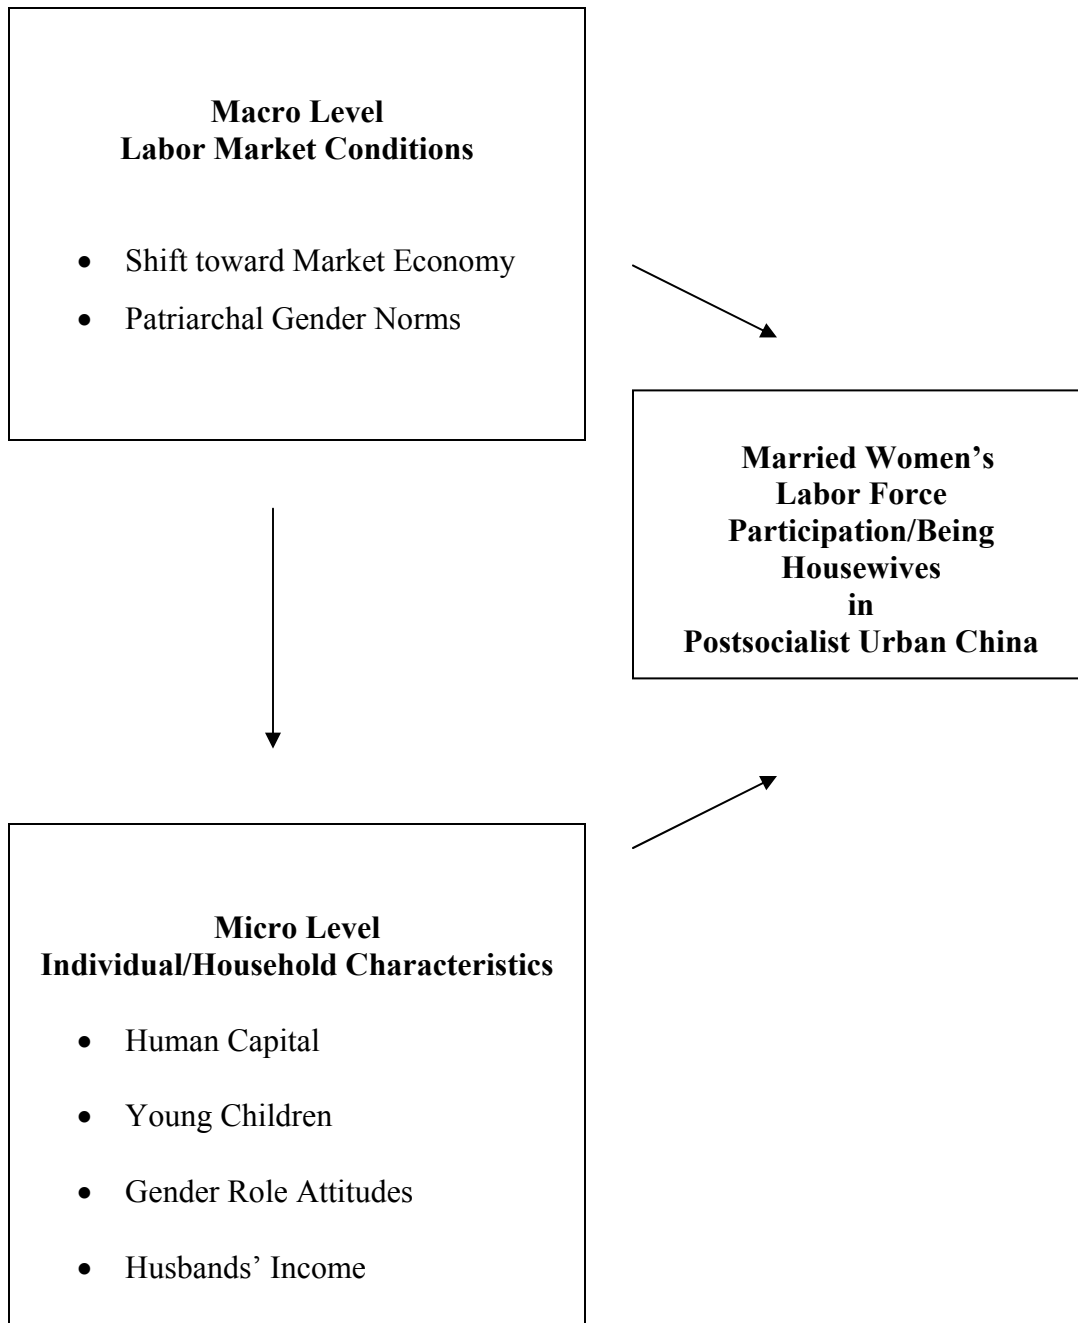 Macro Level
Labor Market Conditions
• Shift toward Market Economy
• Patriarchal Gender Norms
Married Women’s
Labor Force
Participation/Being
Housewives
in
Postsocialist Urban China
Micro Level
Individual/Household Characteristics
• Human Capital
• Young Children
• Gender Role Attitudes
• Husbands’ Income